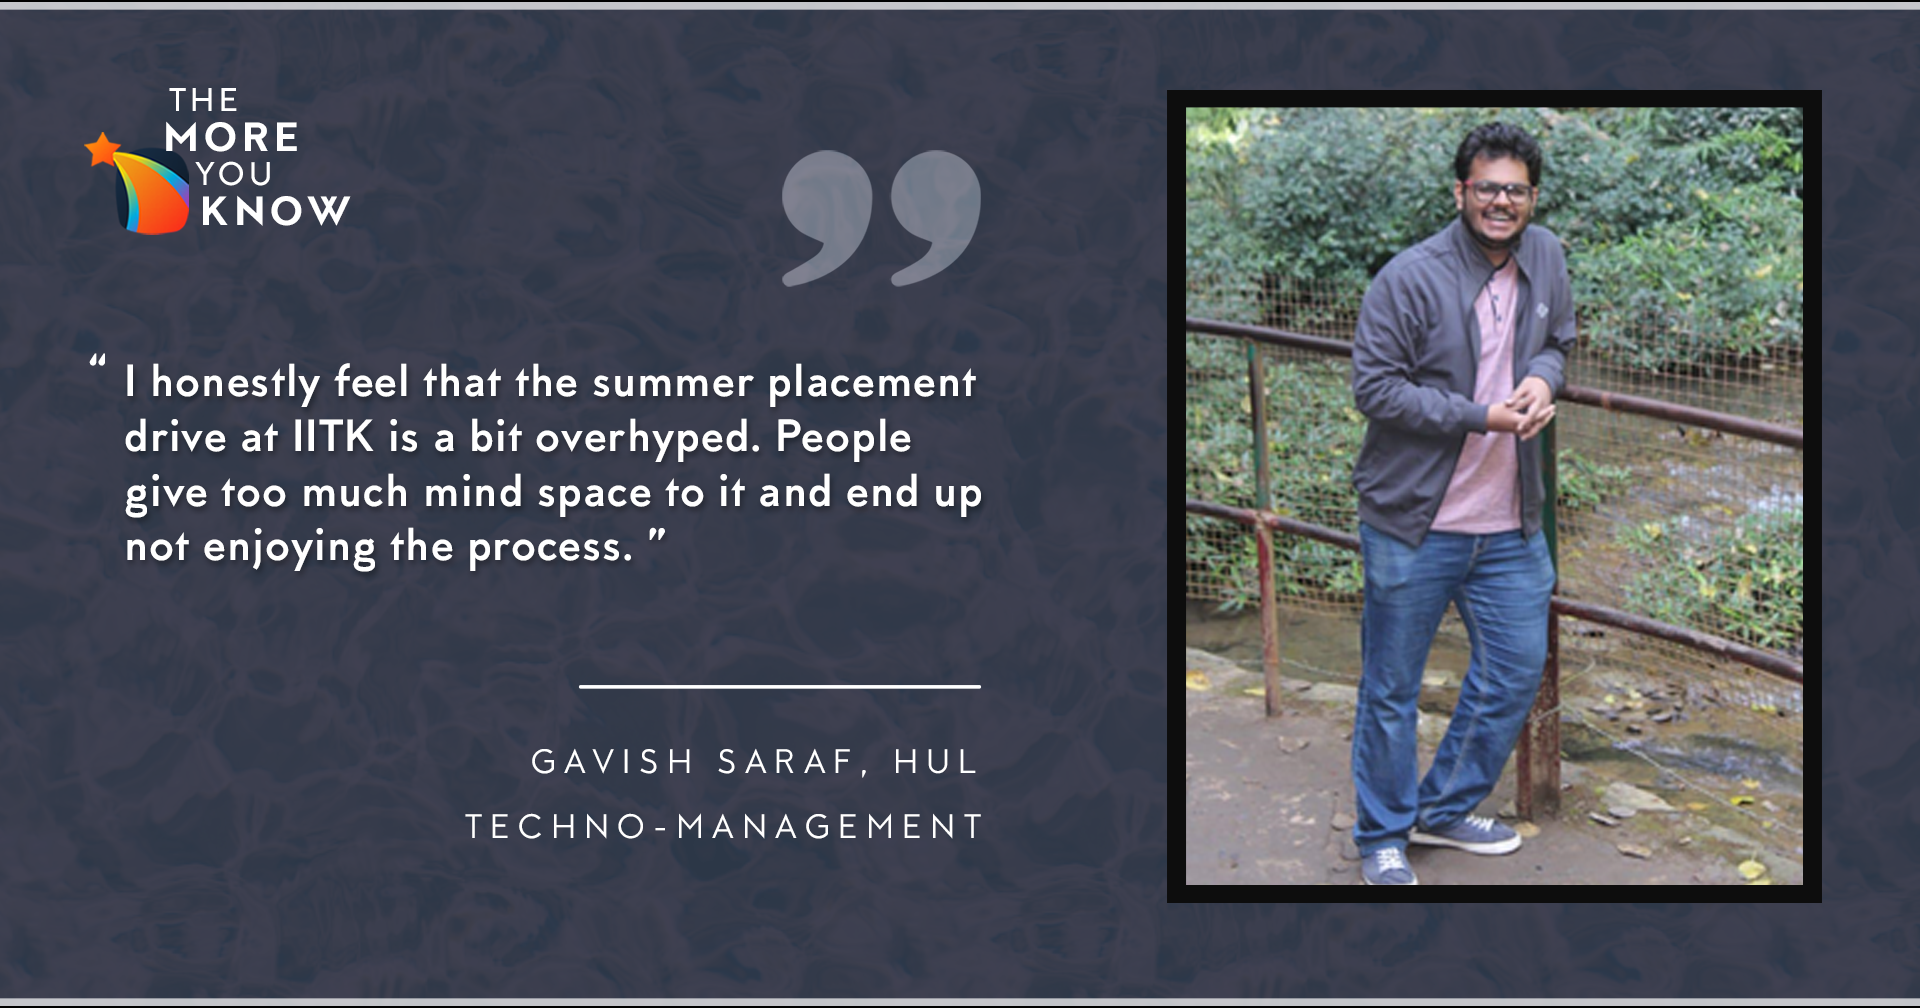 THE
MORE
YOU
KNOW
“ I honestly feel that the summer placement
drive at IITK is a bit overhyped. People
give too much mind space to it and end up
not enjoying the process. ”
GAVISH SARAF, HUL
TECHNO-MANAGEMENT